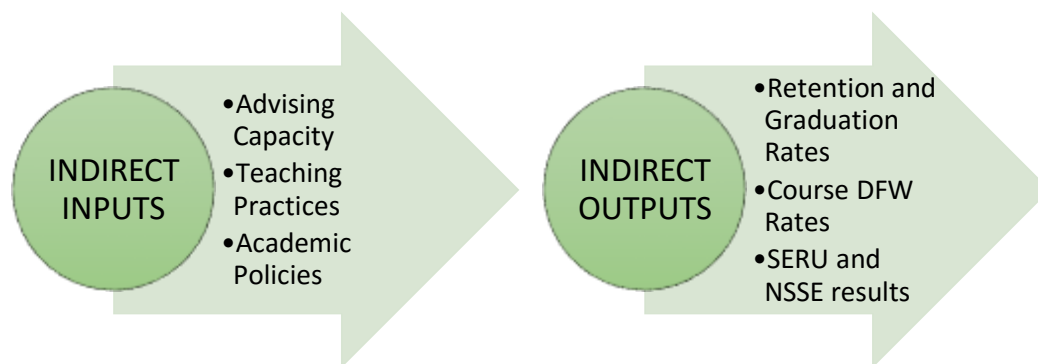 INDIRECT
INPUTS
•Advising
Capacity
•Teaching
Practices
•Academic
Policies
INDIRECT
OUTPUTS
•Retention and
Graduation
Rates
•Course DFW
Rates
•SERU and
NSSE results